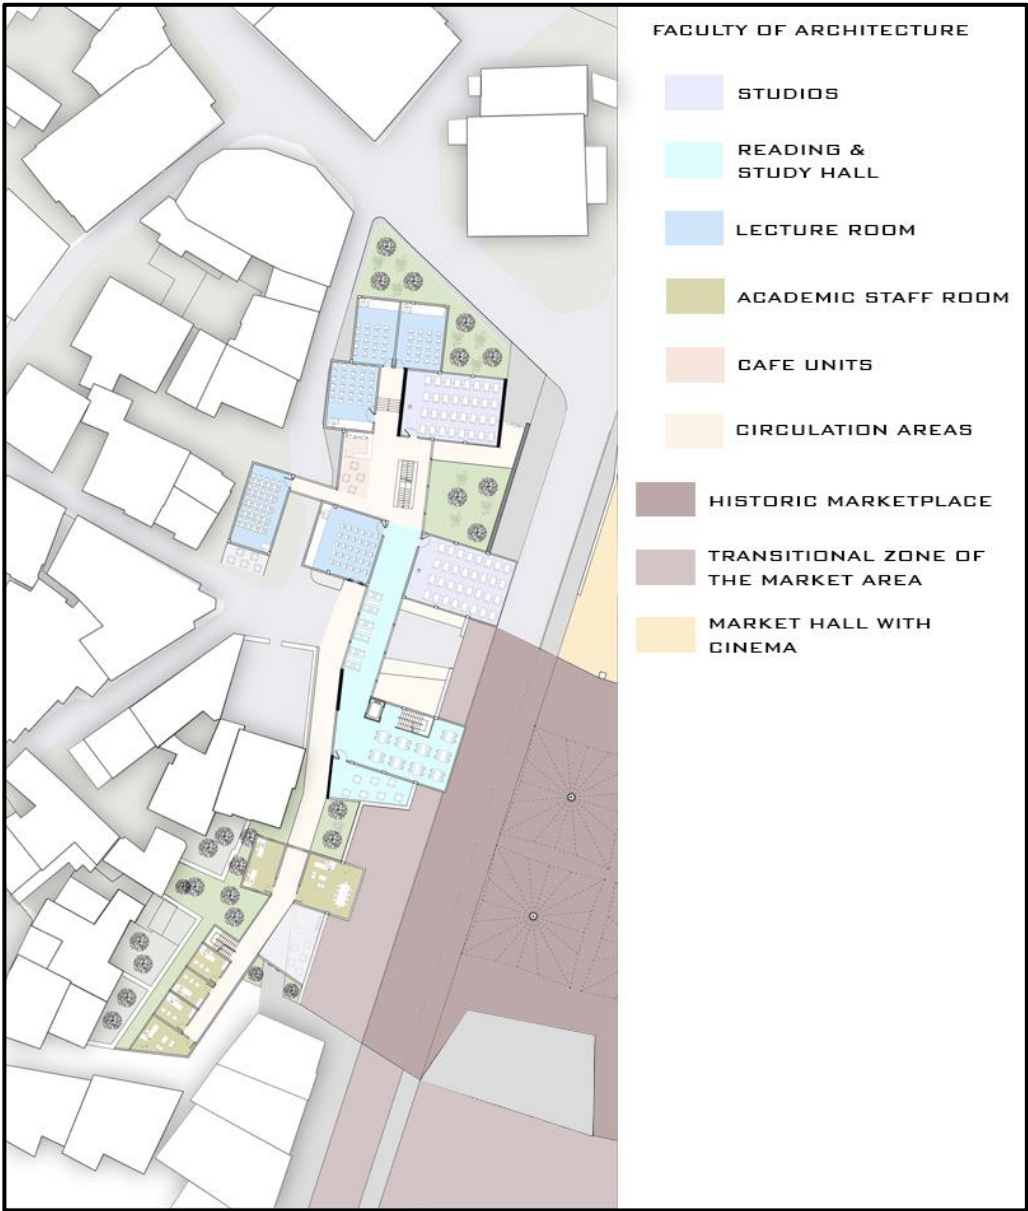 FACULTY OF ARCHITECTURE
STUDIOS
READING &
STUDY HALL
LECTURE ROOM
ACADEMIC STAFF ROOM
CAFE UNITS
CIRCULATION AREAS
HISTORIC MARKETPLACE
TRANSITIONAL ZONE OF
THE MARKET AREA
MARKET HALL WITH
CINEMA